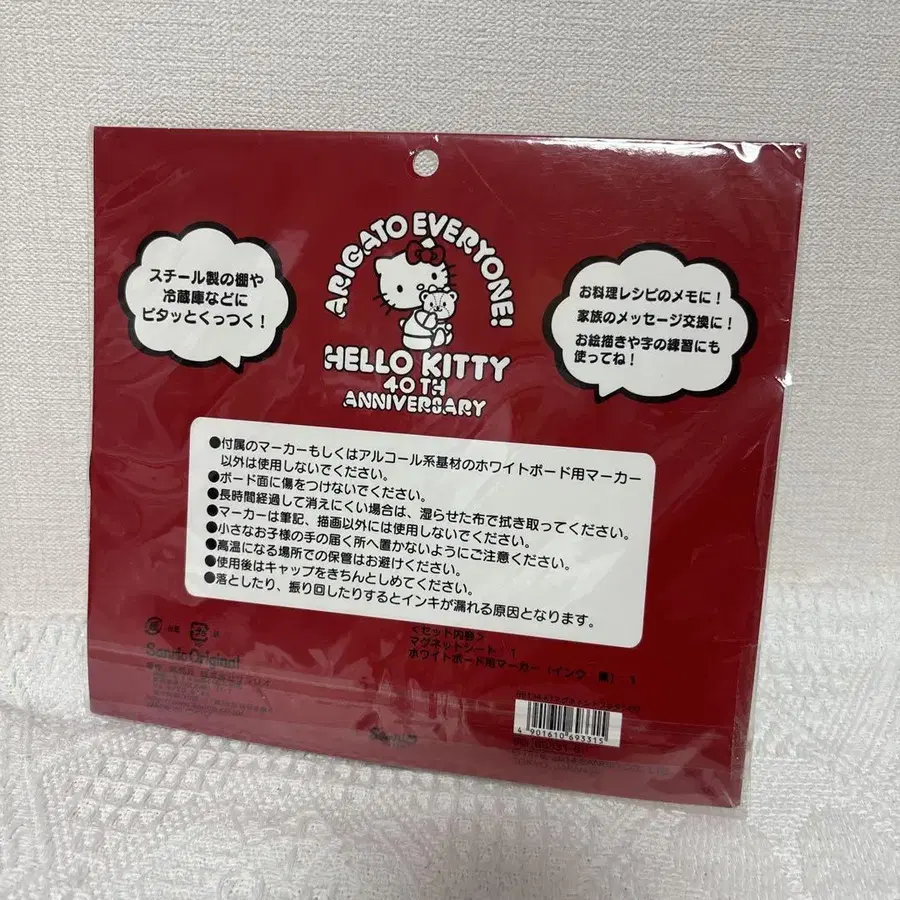 ARIGATO EVERYONE!
HELLO KITTY
40TH
ANNIVERSARY
スチール製の棚や
冷蔵庫などに
ピタッとくっつく！
お料理レシピのメモに！
家族のメッセージ交換に！
お絵描きや字の練習にも
使ってね！
●付属のマーカーもしくはアルコール系基材のホワイトボード用マーカー
以外は使用しないでください。
●ボード面に傷をつけないでください。
●長時間経過して消えにくい場合は、湿らせた布で拭き取ってください。
●マーカーは筆記、描画以外には使用しないでください。
●小さなお子様の手の届く所へ置かないようにご注意ください。
●高温になる場所での保管はお避けください。
●使用後はキャップをきちんとしめてください。
●落としたり、振り回したりするとインキが漏れる原因となります。
<セット内容>
マグネットシート 1
ホワイトボード用マーカー（インク 黒） 1
Sanrio Original
4 901610 693315